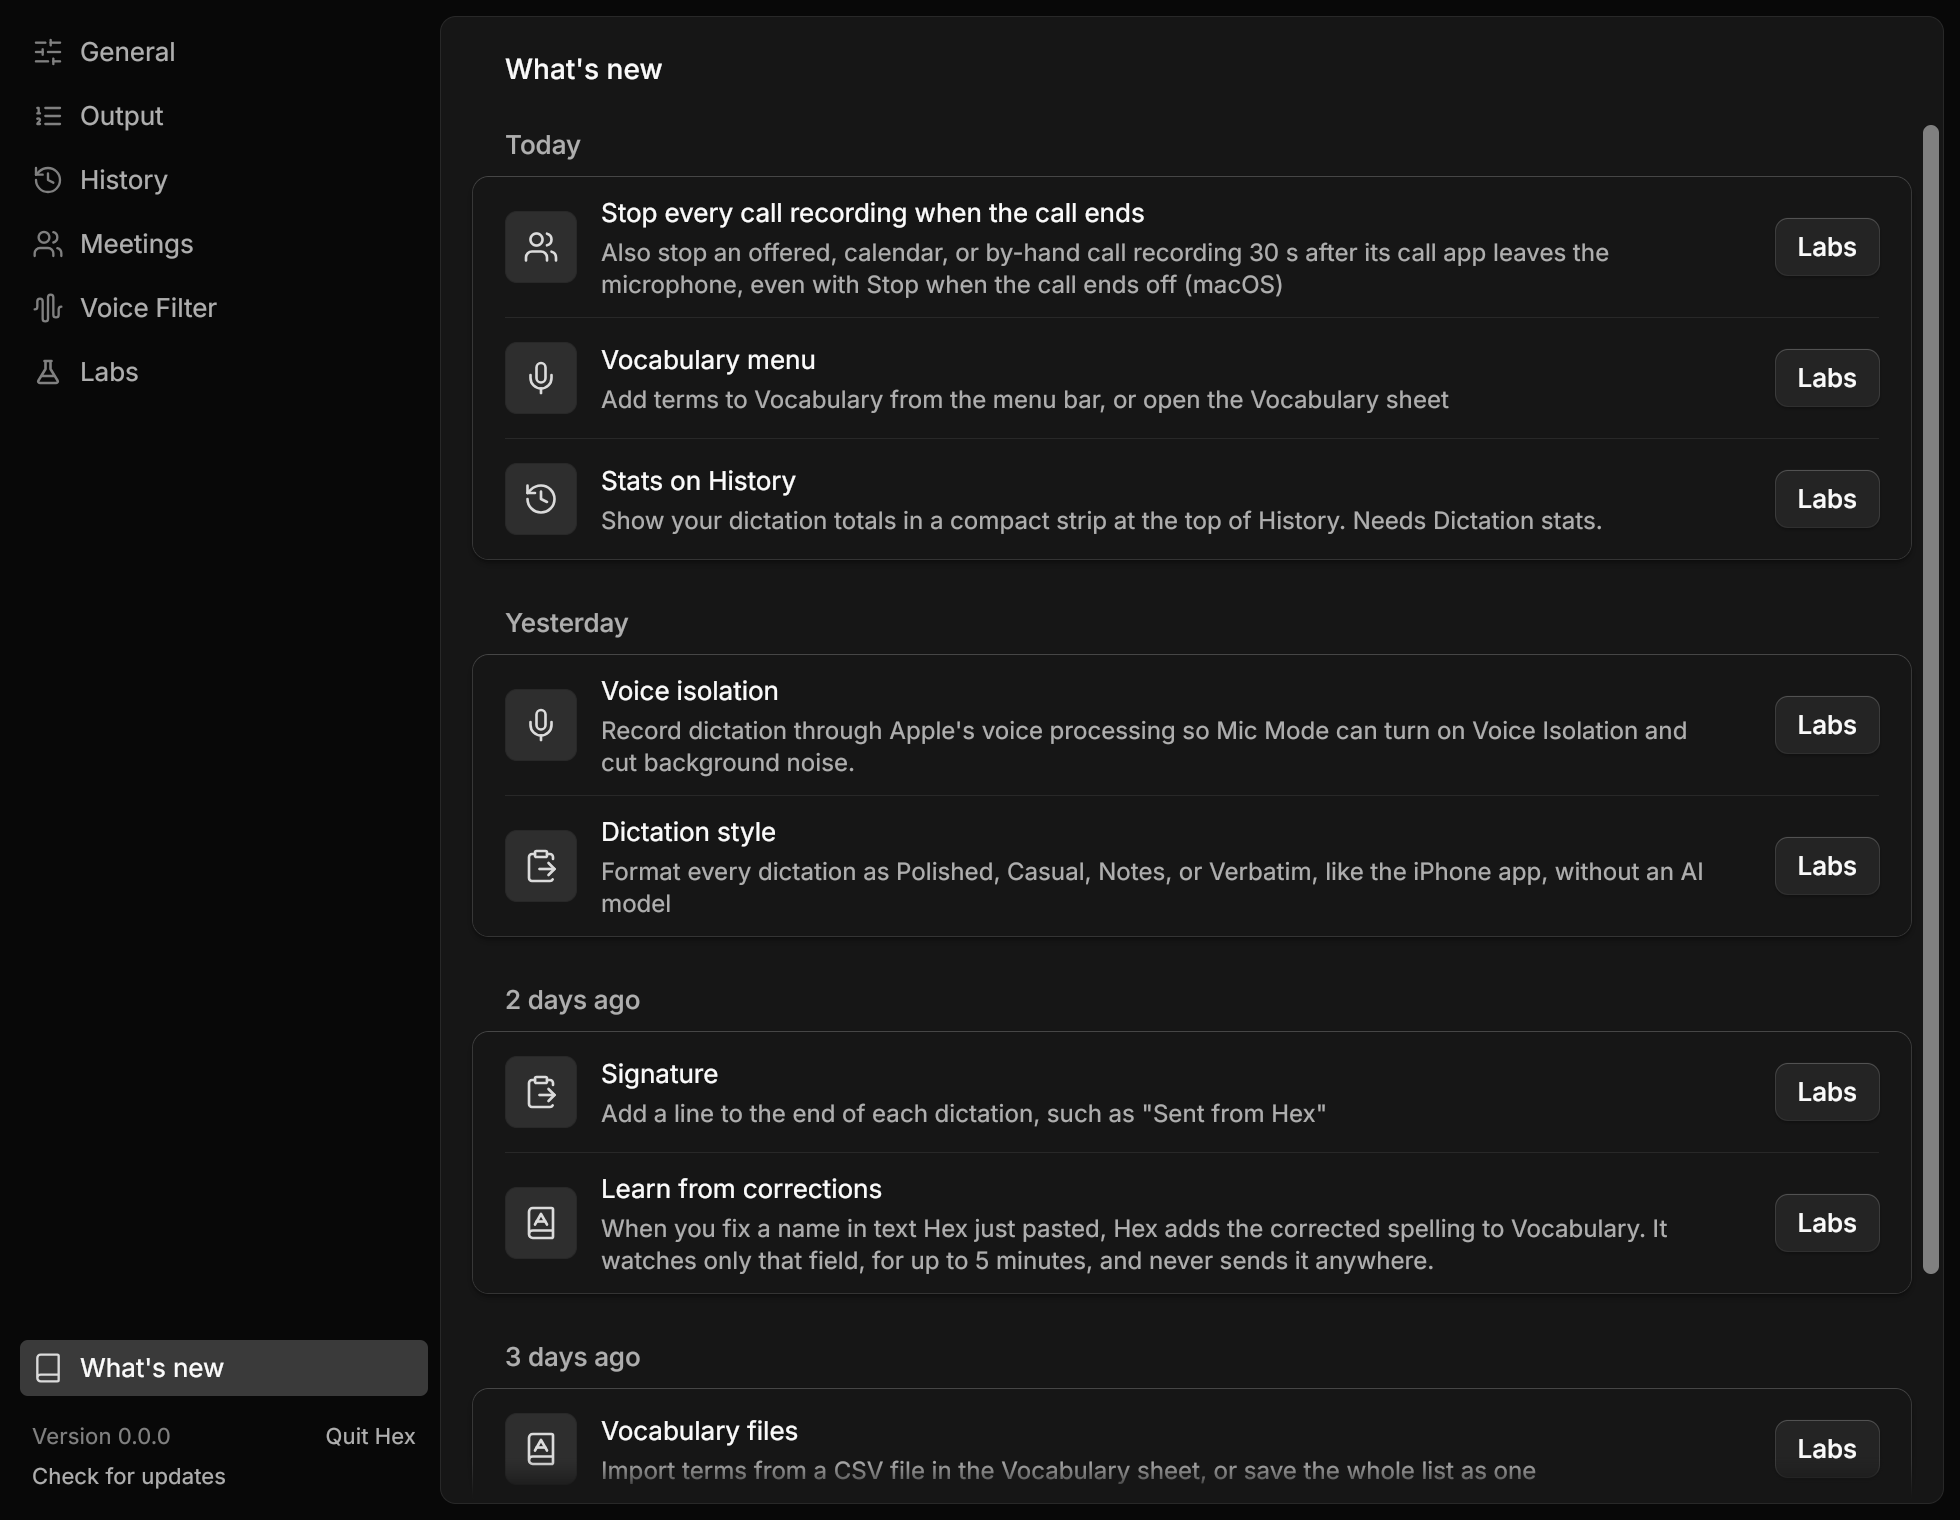 General
Output
History
Meetings
Voice Filter
Labs
What's new
Version 0.0.0
Quit Hex
Check for updates
What's new
Today
Stop every call recording when the call ends
Also stop an offered, calendar, or by-hand call recording 30 s after its call app leaves the
microphone, even with Stop when the call ends off (macOS)
Labs
Vocabulary menu
Add terms to Vocabulary from the menu bar, or open the Vocabulary sheet
Labs
Stats on History
Show your dictation totals in a compact strip at the top of History. Needs Dictation stats.
Labs
Yesterday
Voice isolation
Record dictation through Apple's voice processing so Mic Mode can turn on Voice Isolation and
cut background noise.
Labs
Dictation style
Format every dictation as Polished, Casual, Notes, or Verbatim, like the iPhone app, without an AI
model
Labs
2 days ago
Signature
Add a line to the end of each dictation, such as "Sent from Hex"
Labs
Learn from corrections
When you fix a name in text Hex just pasted, Hex adds the corrected spelling to Vocabulary. It
watches only that field, for up to 5 minutes, and never sends it anywhere.
Labs
3 days ago
Vocabulary files
Import terms from a CSV file in the Vocabulary sheet, or save the whole list as one
Labs